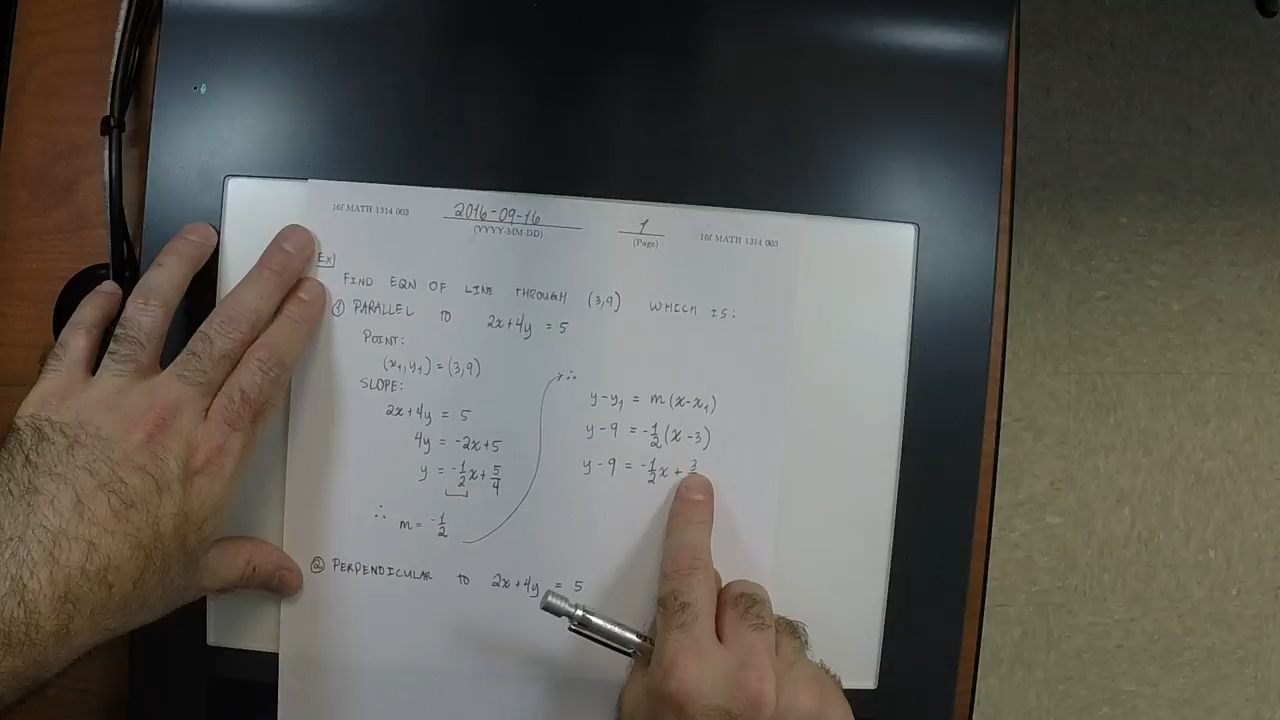 16f MATH 1314 003 2016-09-16 1 16f MATH 1314 003
(YYYY-MM-DD) (Page)
Ex)
FIND EQN OF LINE THROUGH (3,9) WHICH IS:
① PARALLEL TO 2x+4y = 5
POINT:
(x₁,y₁) = (3,9)
SLOPE:
2x+4y = 5
4y = -2x+5
y = -1/2x + 5/4
∴ m = -1/2
∴
y-y₁ = m(x-x₁)
y-9 = -1/2(x-3)
y-9 = -1/2x + 3
② PERPENDICULAR TO 2x+4y = 5